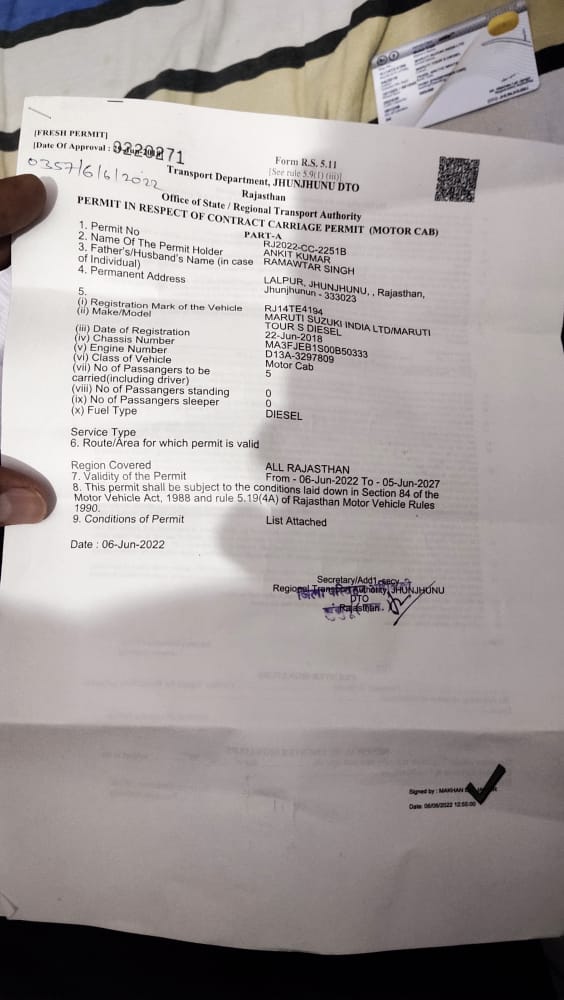 [FRESH PERMIT]
[Date Of Approval :
0357/6/6/2022
Form R.S. 5.11
[See rule 5.9(1) (iii)]
Transport Department, JHUNJHUNU DTO
Rajasthan
Office of State / Regional Transport Authority
PERMIT IN RESPECT OF CONTRACT CARRIAGE PERMIT (MOTOR CAB)
PART-A
1. Permit No RJ2022-CC-2251B
2. Name Of The Permit Holder ANKIT KUMAR
3. Father's/Husband's Name (in case of Individual) RAMAWTAR SINGH
4. Permanent Address LALPUR, JHUNJHUNU, , Rajasthan,
Jhunjhunun - 333023
5.
(i) Registration Mark of the Vehicle RJ14TE4194
(ii) Make/Model MARUTI SUZUKI INDIA LTD/MARUTI
TOUR S DIESEL
(iii) Date of Registration 22-Jun-2018
(iv) Chassis Number MA3FJEB1S00B50333
(v) Engine Number D13A-3297809
(vi) Class of Vehicle Motor Cab
(vii) No of Passengers to be 5
carried(including driver)
(viii) No of Passengers standing 0
(ix) No of Passengers sleeper 0
(x) Fuel Type DIESEL
Service Type
6. Route/Area for which permit is valid
Region Covered ALL RAJASTHAN
7. Validity of the Permit From - 06-Jun-2022 To - 05-Jun-2027
8. This permit shall be subject to the conditions laid down in Section 84 of the
Motor Vehicle Act, 1988 and rule 5.19(4A) of Rajasthan Motor Vehicle Rules
1990.
9. Conditions of Permit List Attached
Date : 06-Jun-2022
Secretary/Addl.secy.
Regional Transport Authority, JHUNJHUNU
DTO
Rajasthan.
Signed by : MAKHAN
Date: 06/06/2022 12:55:00